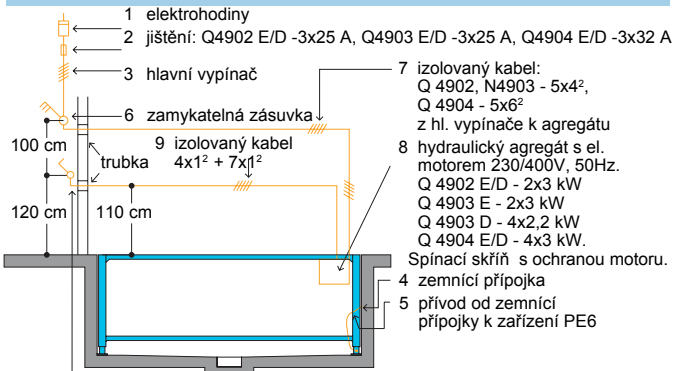 1 elektrohodiny
2 jištění: Q4902 E/D -3x25 A, Q4903 E/D -3x25 A, Q4904 E/D -3x32 A
3 hlavní vypínač
6 zamykatelná zásuvka
100 cm
trubka
9 izolovaný kabel
4x1² + 7x1²
120 cm
110 cm
7 izolovaný kabel:
Q 4902, N4903 - 5x4²,
Q 4904 - 5x6²
z hl. vypínače k agregátu
8 hydraulický agregát s el.
motorem 230/400V, 50Hz.
Q 4902 E/D - 2x3 kW
Q 4903 E - 2x3 kW
Q 4903 D - 4x2,2 kW
Q 4904 E/D - 4x3 kW.
Spínací skříň s ochranou motoru.
4 zemnící přípojka
5 přívod od zemnící
přípojky k zařízení PE6